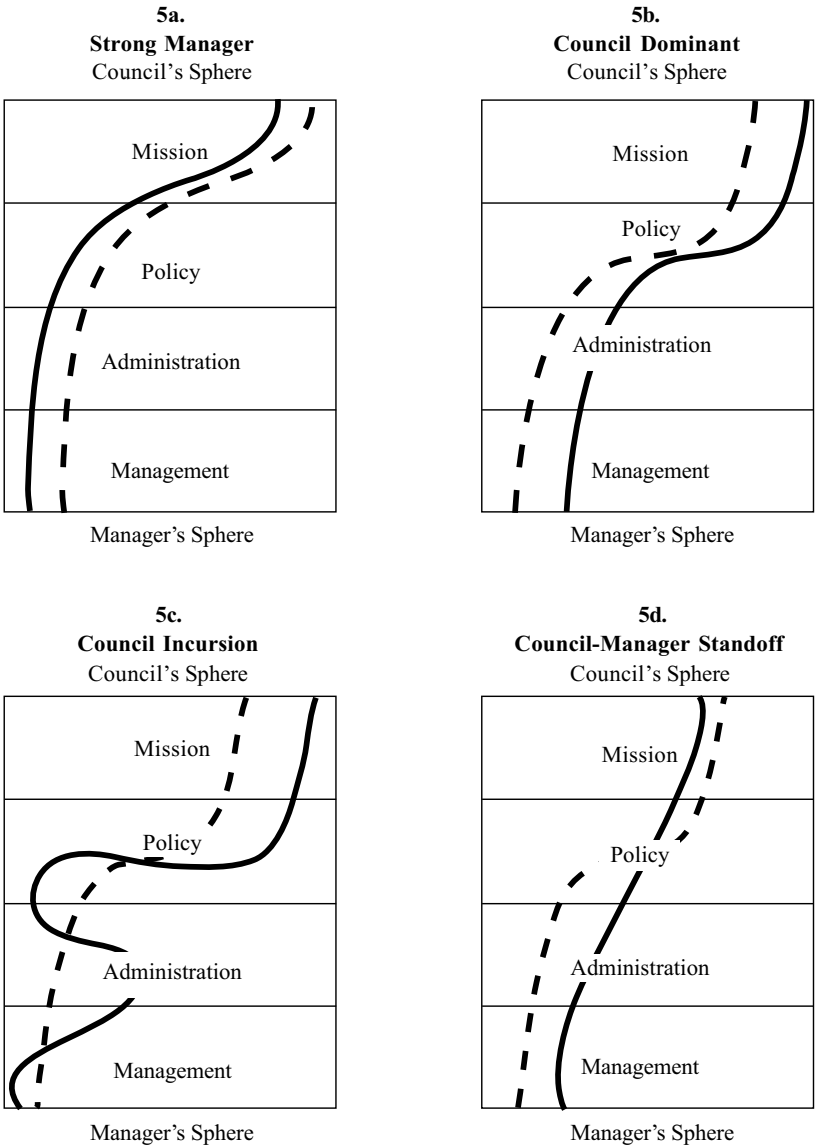 5a.
Strong Manager
Council’s Sphere
Mission
Policy
Administration
Management
Manager’s Sphere
5b.
Council Dominant
Council’s Sphere
Mission
Policy
Administration
Management
Manager’s Sphere
5c.
Council Incursion
Council’s Sphere
Mission
Policy
Administration
Management
Manager’s Sphere
5d.
Council-Manager Standoff
Council’s Sphere
Mission
Policy
Administration
Management
Manager’s Sphere